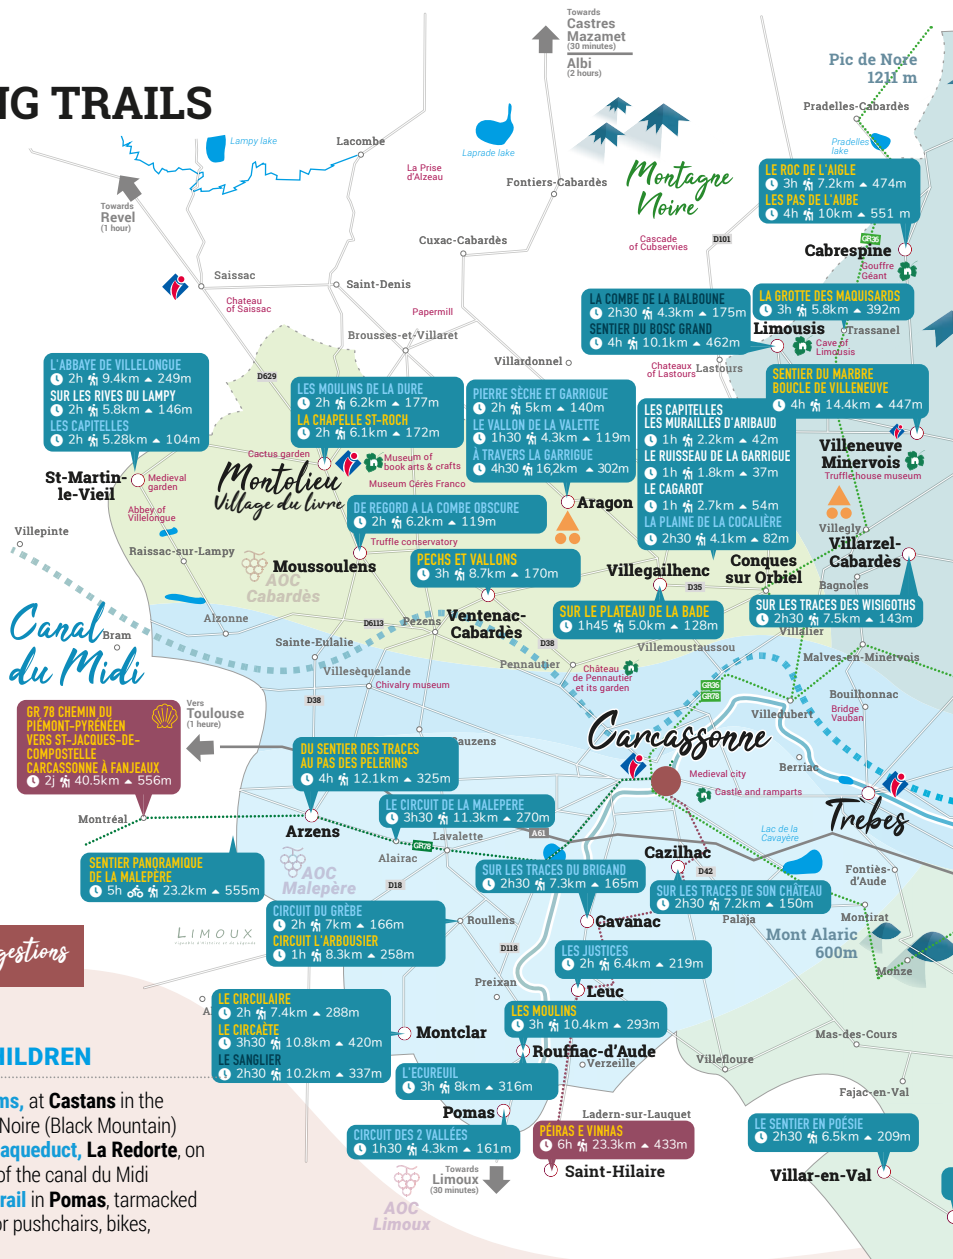 NG TRAILS
Towards
Castres
Mazamet
(30 minutes)
Albi
(2 hours)
Pic de Nore
1211 m
Pradelles-Cabardès
Pradelles
lake
Lampy lake
Lacombe
Laprade lake
La Prise
d'Alzeau
Fontiers-Cabardès
Montagne
Noire
LE ROC DE L'AIGLE
3h 7.2km 474m
LES PAS DE L'AUBE
4h 10km 551 m
Towards
Revel
(1 hour)
Cuxac-Cabardès
Cascade
of Cubservies
D101
GR36
Cabrespine
Gouffre
Géant
Saissac
Saint-Denis
Chateau
of Saissac
Papermill
Brousses-et-Villaret
LA COMBE DE LA BALBOUNE
2h30 4.3km 175m
SENTIER DU BOSC GRAND
4h 10.1km 462m
LA GROTTE DES MAQUISARDS
3h 5.8km 392m
Limousis
Trassanel
Cave of
Limousis
Villardonnel
Chateaux
of Lastours
Lastours
L'ABBAYE DE VILLELONGUE
2h 9.4km 249m
SUR LES RIVES DU LAMPY
2h 5.8km 146m
LES CAPITELLES
2h 5.28km 104m
D629
LES MOULINS DE LA DURE
2h 6.2km 177m
LA CHAPELLE ST-ROCH
2h 6.1km 172m
PIERRE SÈCHE ET GARRIGUE
2h 5km 140m
LE VALLON DE LA VALETTE
1h30 4.3km 119m
À TRAVERS LA GARRIGUE
4h30 16,2km 302m
LES CAPITELLES
LES MURAILLES D'ARIBAUD
1h 2.2km 42m
LE RUISSEAU DE LA GARRIGUE
1h 1.8km 37m
LE CAGAROT
1h 2.7km 54m
LA PLAINE DE LA COCALIÈRE
2h30 4.1km 82m
SENTIER DU MARBRE
BOUCLE DE VILLENEUVE
4h 14.4km 447m
Villeneuve
Minervois
Truffle house museum
St-Martin-
le-Vieil
Medieval
garden
Abbey of
Villelongue
Cactus garden
Museum of
book arts & crafts
Museum Cérès Franco
Montolieu
Village du livre
Aragon
DE REGORD A LA COMBE OBSCURE
2h 6.2km 119m
Truffle conservatory
Moussoulens
PECHS ET VALLONS
3h 8.7km 170m
Villepinte
Raissac-sur-Lampy
AOC
Cabardès
Villegailhenc
D35
Conques
sur Orbiel
Villegly
Villarzel-
Cabardès
Bagnoles
SUR LES TRACES DES WISIGOTHS
2h30 7.5km 143m
Villalier
Canal
du Midi
Bram
Alzonne
D6113
Pezens
Ventenac-
Cabardès
SUR LE PLATEAU DE LA BADE
1h45 5.0km 128m
Villemoustaussou
Malves-en-Minervois
Sainte-Eulalie
Villesèquelande
Chivalry museum
D38
D38
Pennautier
Château
de Pennautier
et its garden
GR36
GR78
Bouilhonnac
Bridge
Vauban
Villedubert
GR 78 CHEMIN DU
PIÉMONT-PYRÉNÉEN
VERS ST-JACQUES-DE-
COMPOSTELLE
CARCASSONNE À FANJEAUX
2j 40.5km 556m
Vers
Toulouse
(1 heure)
Carcassonne
Medieval city
Castle and ramparts
Berriac
Trèbes
DU SENTIER DES TRACES
AU PAS DES PELERINS
4h 12.1km 325m
auzens
LE CIRCUIT DE LA MALEPERE
3h30 11.3km 270m
Montréal
Arzens
Lavalette
GR78
Alairac
A61
Lac de la
Cavayère
Cazilhac
D42
SENTIER PANORAMIQUE
DE LA MALEPÈRE
5h 23.2km 555m
AOC
Malepère
D18
SUR LES TRACES DU BRIGAND
2h30 7.3km 165m
SUR LES TRACES DE SON CHÂTEAU
2h30 7.2km 150m
Fontiès-
d'Aude
CIRCUIT DU GRÈBE
2h 7km 166m
CIRCUIT L'ARBOUSIER
1h 8.3km 258m
Roullens
Cavanac
Palaja
Montirat
Mont Alaric
600m
Monze
LIMOUX
gestions
D118
LES JUSTICES
2h 6.4km 219m
Preixan
Leuc
LE CIRCULAIRE
2h 7.4km 288m
LE CIRCAÈTE
3h30 10.8km 420m
LE SANGLIER
2h30 10.2km 337m
Montclar
LES MOULINS
3h 10.4km 293m
Rouffiac-d'Aude
Verzeille
Villefloure
Mas-des-Cours
L'ECUREUIL
3h 8km 316m
Fajac-en-Val
Pomas
Ladern-sur-Lauquet
CIRCUIT DES 2 VALLÉES
1h30 4.3km 161m
PÉIRAS E VINHAS
6h 23.3km 433m
LE SENTIER EN POÉSIE
2h30 6.5km 209m
Towards
Limoux
(30 minutes)
Saint-Hilaire
Villar-en-Val
AOC
Limoux
HILDREN
ms, at Castans in the
Noire (Black Mountain)
aqueduct, La Redorte, on
of the canal du Midi
rail in Pomas, tarmacked
or pushchairs, bikes,